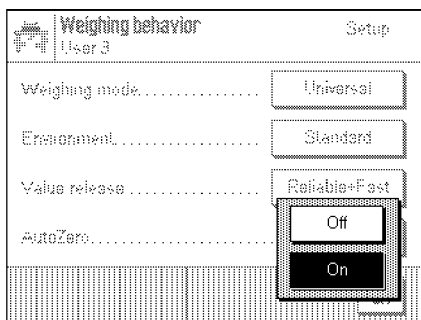 Weighing behavior
User 3
Setup
Weighing mode................ Universal
Environment.................. Standard
Value release................. Reliable+Fast
AutoZero......................
Off
On